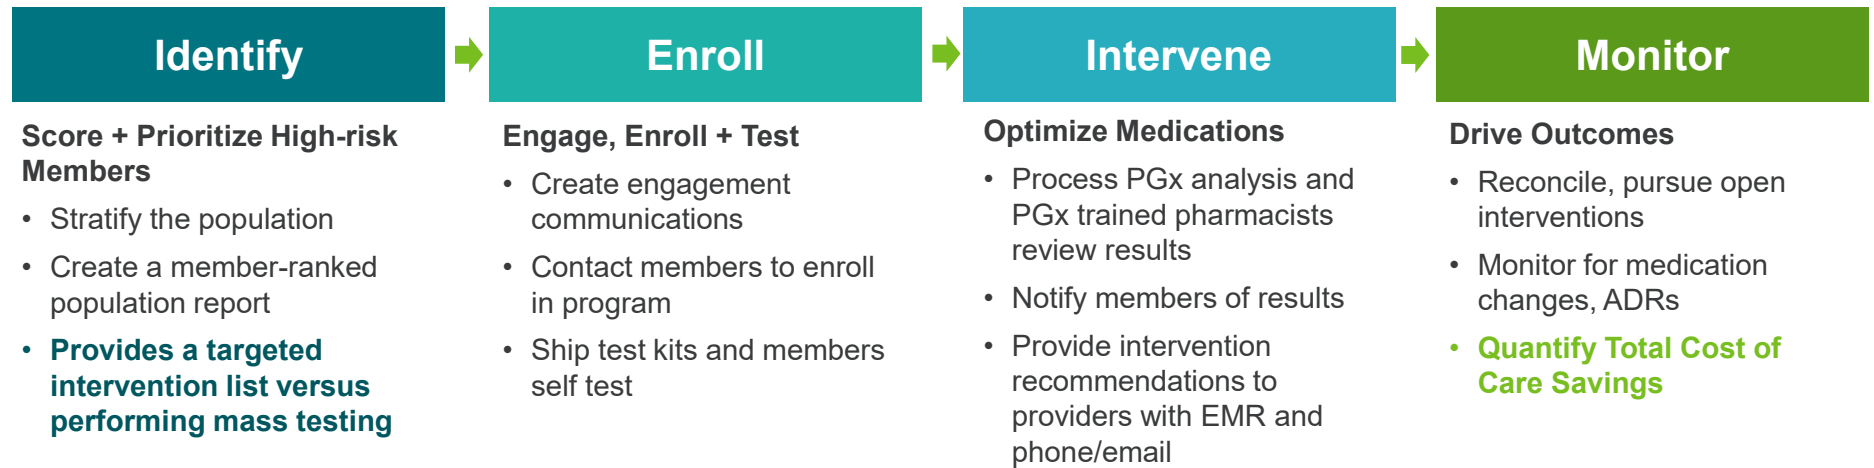 Identify
Score + Prioritize High-risk
Members
• Stratify the population
• Create a member-ranked
population report
• Provides a targeted
intervention list versus
performing mass testing
Enroll
Engage, Enroll + Test
• Create engagement
communications
• Contact members to enroll
in program
• Ship test kits and members
self test
Intervene
Optimize Medications
• Process PGx analysis and
PGx trained pharmacists
review results
• Notify members of results
• Provide intervention
recommendations to
providers with EMR and
phone/email
Monitor
Drive Outcomes
• Reconcile, pursue open
interventions
• Monitor for medication
changes, ADRs
• Quantify Total Cost of
Care Savings